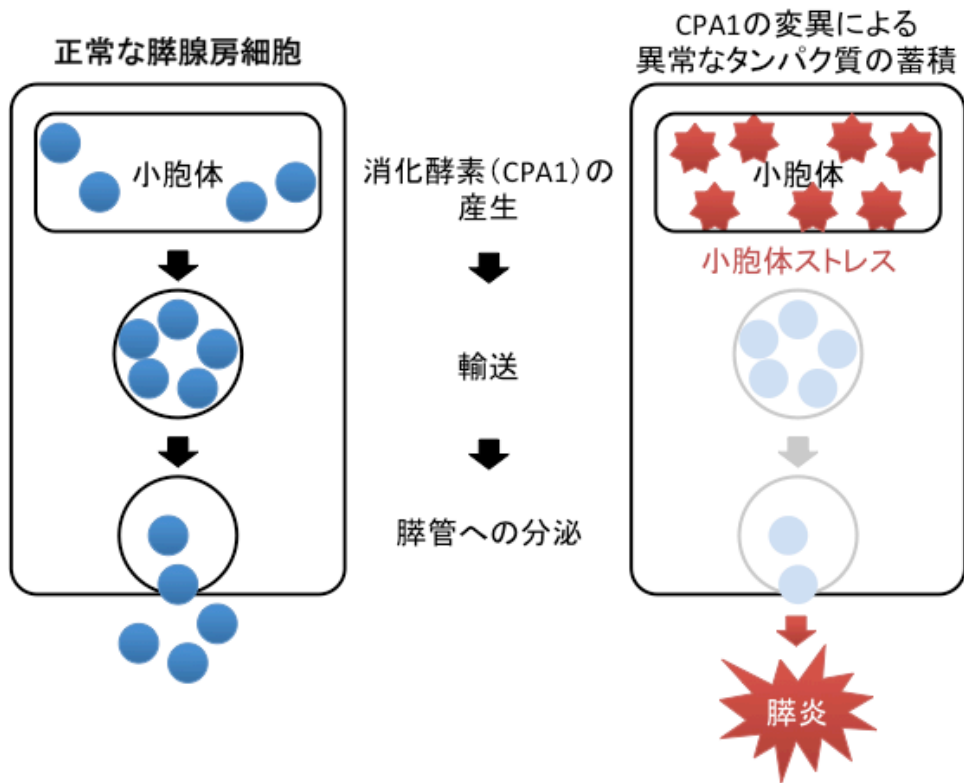 正常な膵腺房細胞
小胞体
消化酵素（CPA1）の
産生
輸送
膵管への分泌
CPA1の変異による
異常なタンパク質の蓄積
小胞体
小胞体ストレス
膵炎